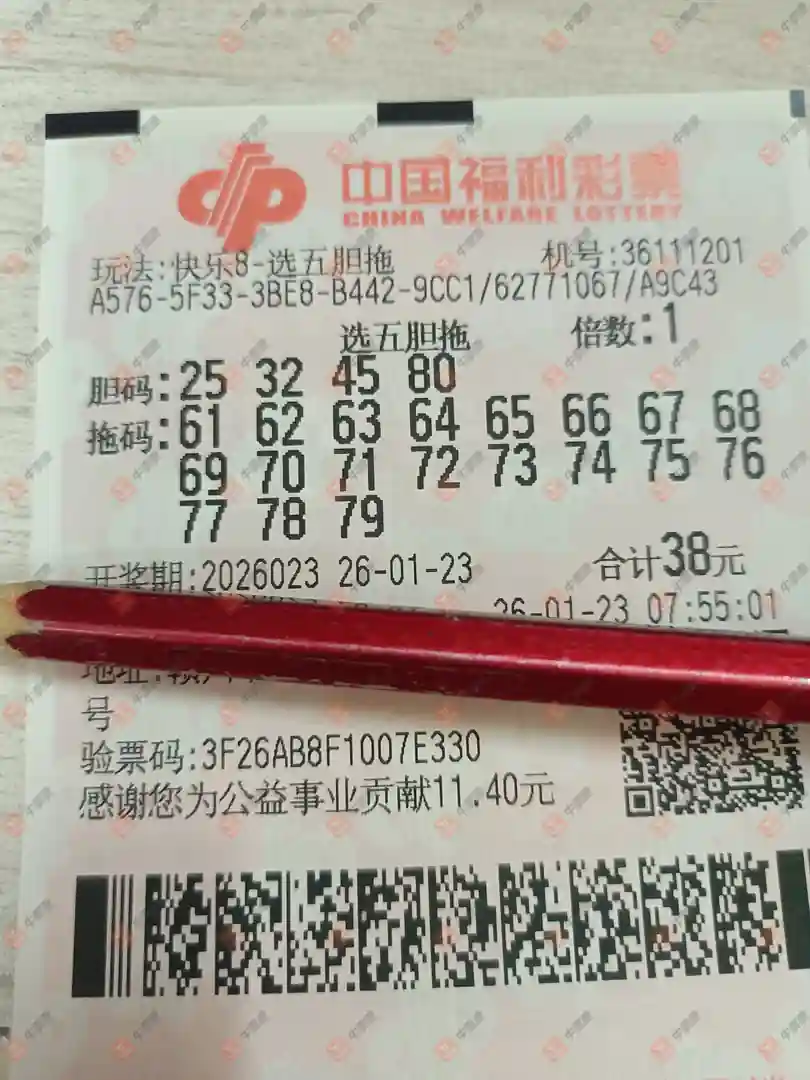 中国福利彩票
CHINA WELFARE LOTTERY
玩法:快乐8-选五胆拖 机号:36111201
A576-5F33-3BE8-B442-9CC1/62771067/A9C43
选五胆拖 倍数:1
胆码:25 32 45 80
拖码:61 62 63 64 65 66 67 68
69 70 71 72 73 74 75 76
77 78 79
开奖期:2026023 26-01-23 合计38元
26-01-23 07:55:01
地址:
号
验票码:3F26AB8F1007E330
感谢您为公益事业贡献11.40元